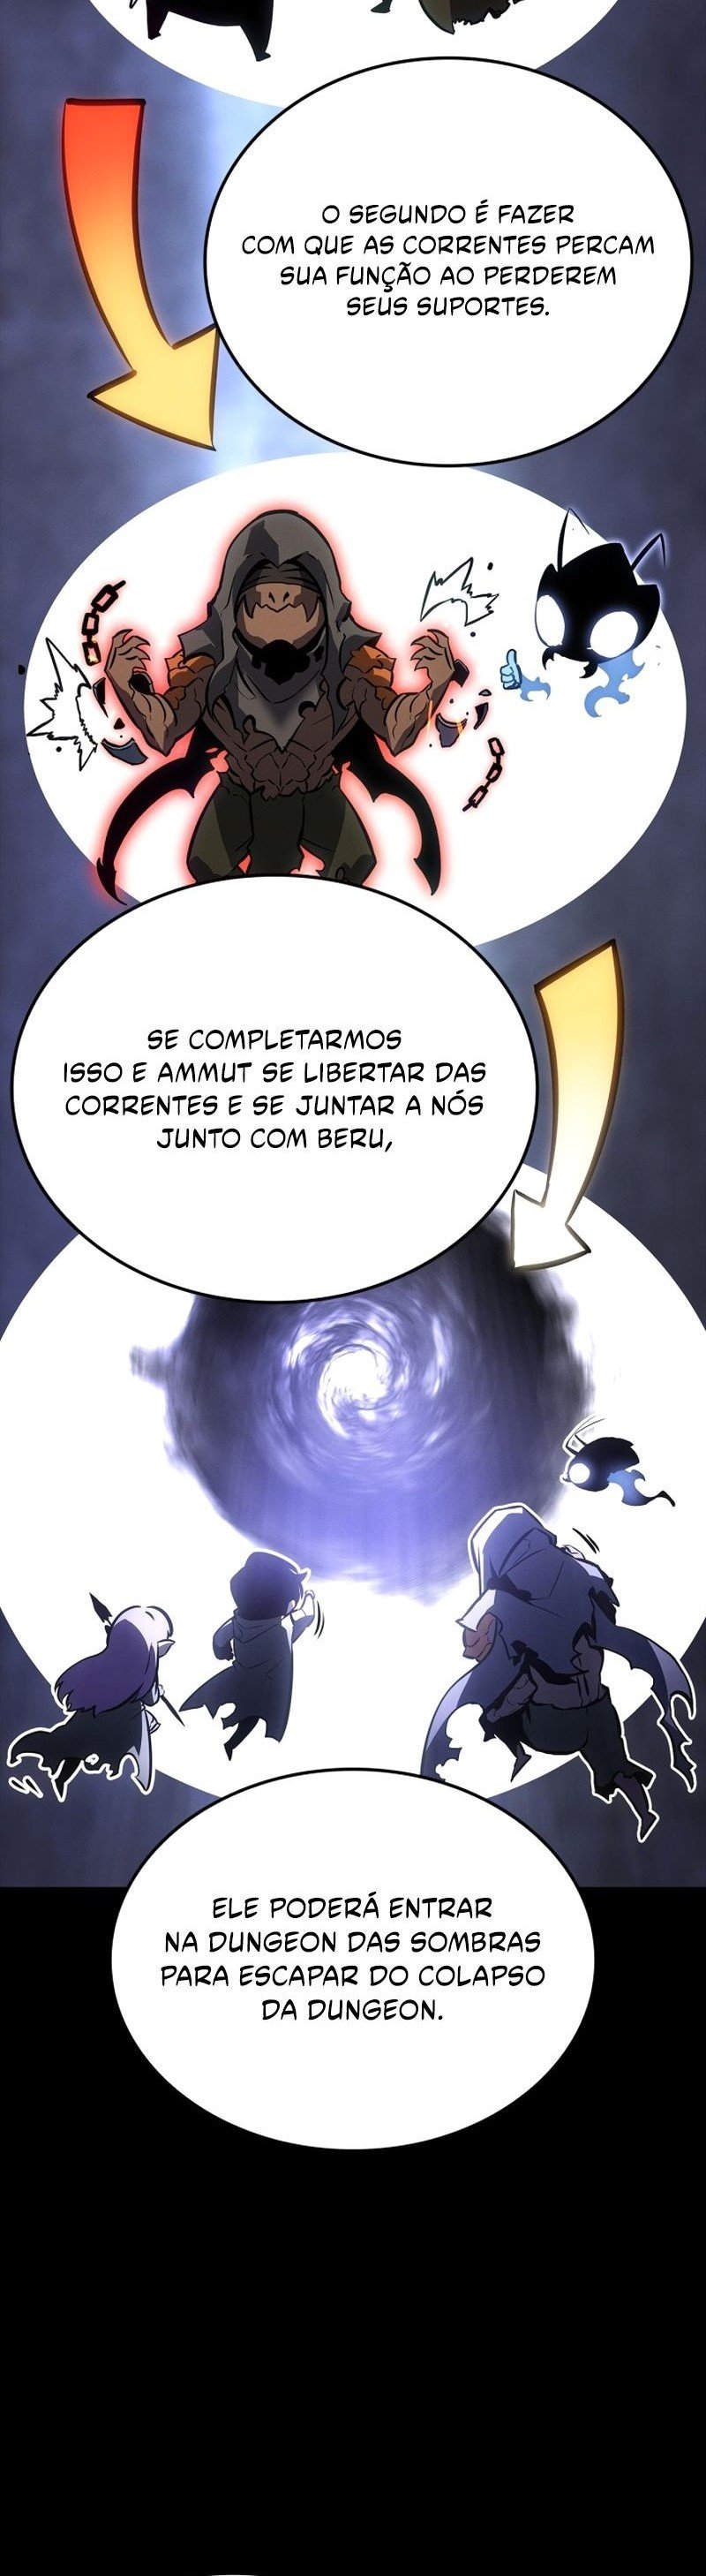 O SEGUNDO É FAZER
COM QUE AS CORRENTES PERCAM
SUA FUNÇÃO AO PERDEREM
SEUS SUPORTES.
SE COMPLETARMOS
ISSO E AMMUT SE LIBERTAR DAS
CORRENTES E SE JUNTAR A NÓS
JUNTO COM BERU,
ELE PODERÁ ENTRAR
NA DUNGEON DAS SOMBRAS
PARA ESCAPAR DO COLAPSO
DA DUNGEON.